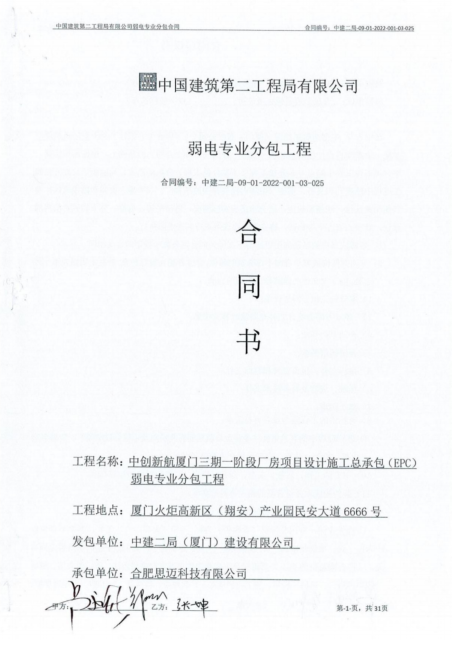 中国建筑第二工程局有限公司弱电专业分包合同
合同编号：中建二局-09-01-2022-001-03-025
中国建筑第二工程局有限公司
弱电专业分包工程
合同编号：中建二局-09-01-2022-001-03-025
合
同
书
工程名称：中创新航厦门三期一阶段厂房项目设计施工总承包（EPC）
弱电专业分包工程
工程地点：厦门火炬高新区（翔安）产业园民安大道 6666 号
发包单位：中建二局（厦门）建设有限公司
承包单位：合肥思迈科技有限公司
甲方： 乙方：
第-1-页，共31页